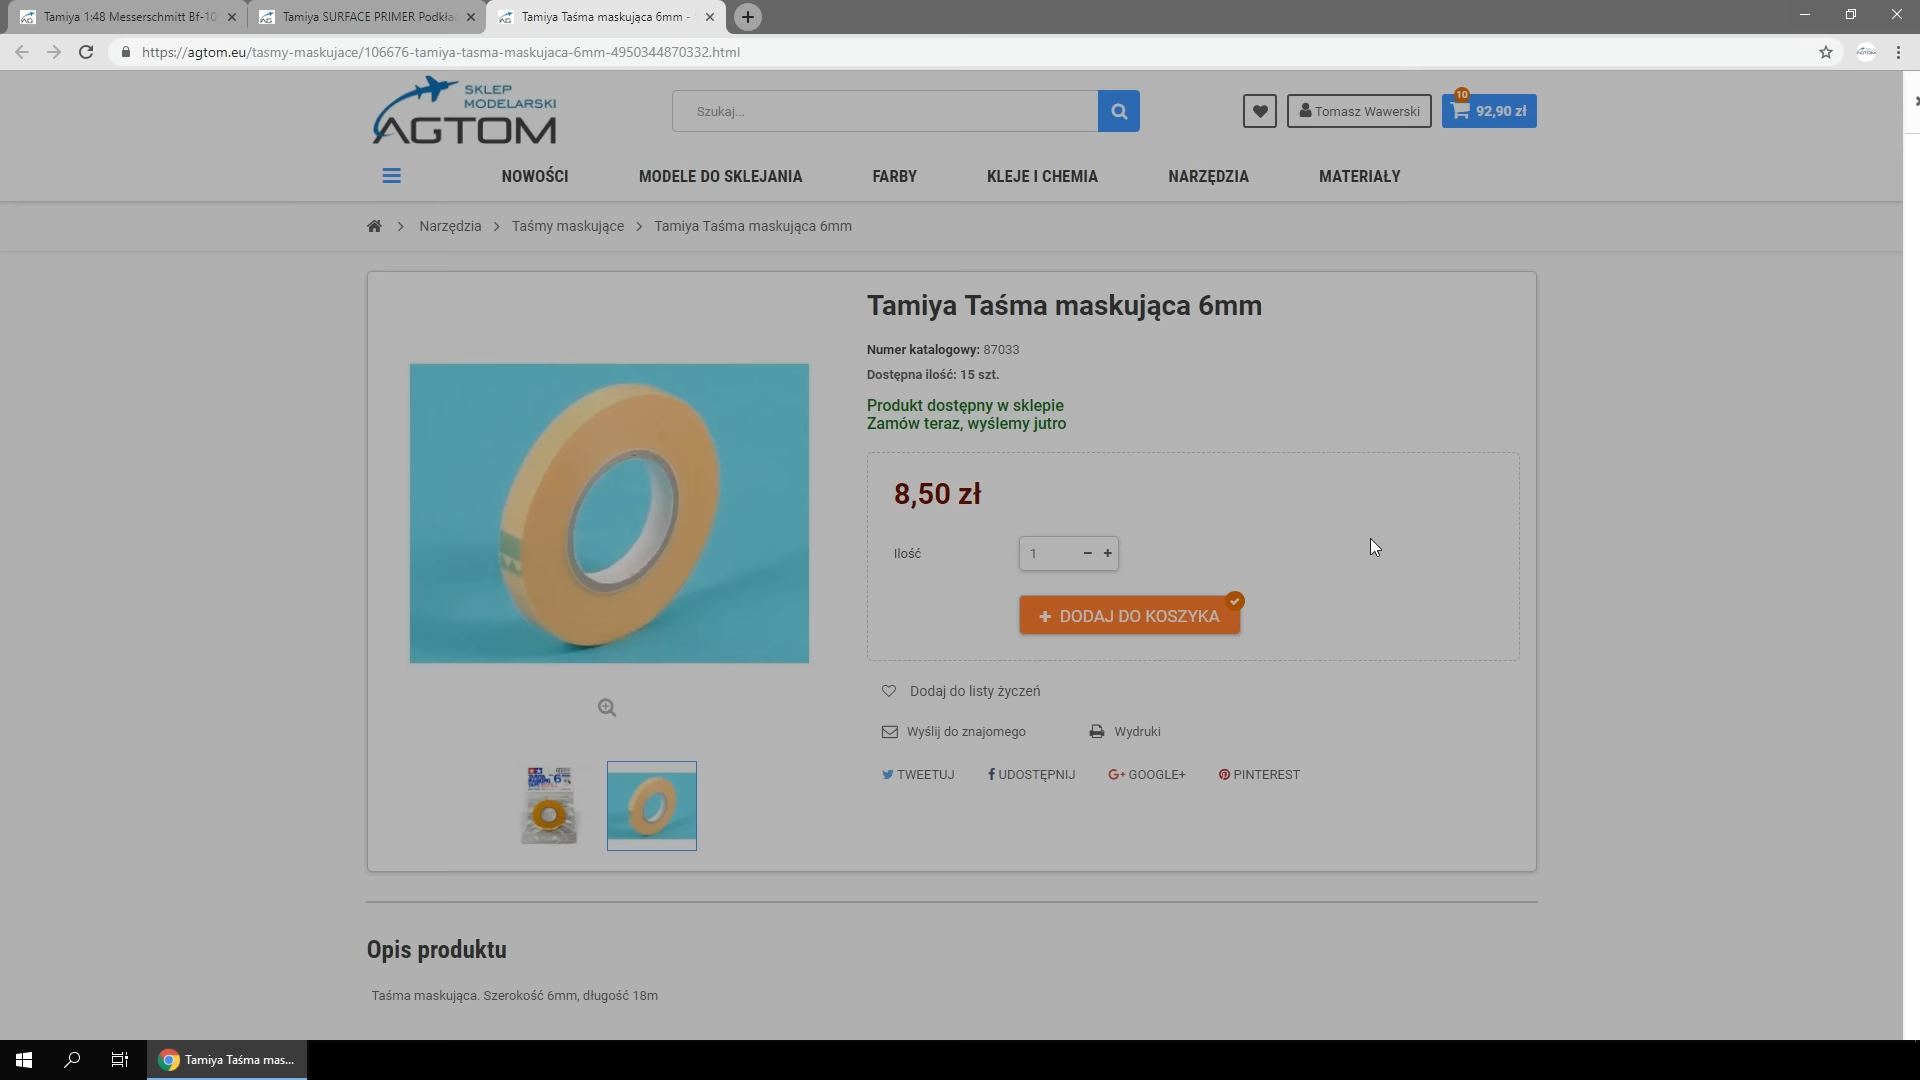 Tamiya 1:48 Messerschmitt Bf-10
Tamiya SURFACE PRIMER Podkła
Tamiya Taśma maskująca 6mm -
https://agtom.eu/tasmy-maskujace/106676-tamiya-tasma-maskujaca-6mm-4950344870332.html
SKLEP
MODELARSKI
AGTOM
Szukaj...
Tomasz Wawerski
10
92,90 zł
NOWOŚCI
MODELE DO SKLEJANIA
FARBY
KLEJE I CHEMIA
NARZĘDZIA
MATERIAŁY
Narzędzia > Taśmy maskujące > Tamiya Taśma maskująca 6mm
Tamiya Taśma maskująca 6mm
Numer katalogowy: 87033
Dostępna ilość: 15 szt.
Produkt dostępny w sklepie
Zamów teraz, wyślemy jutro
8,50 zł
Ilość
1
DODAJ DO KOSZYKA
Dodaj do listy życzeń
Wyślij do znajomego
Wydruki
TWEETUJ
UDOSTĘPNIJ
GOOGLE+
PINTEREST
Opis produktu
Taśma maskująca. Szerokość 6mm, długość 18m
Tamiya Taśma mas...